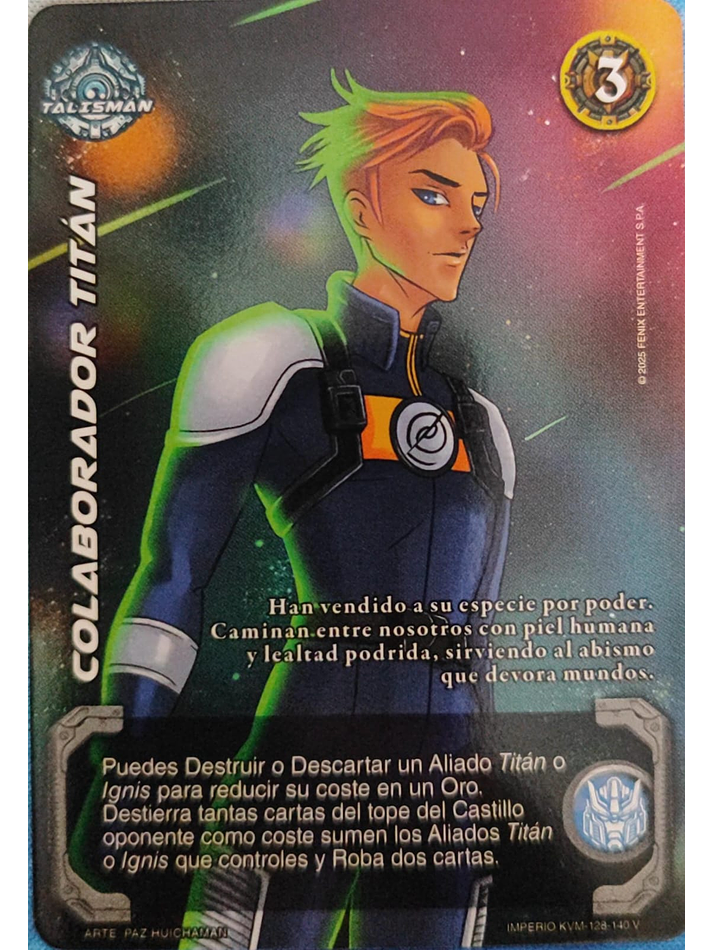 TALISMAN
3
COLABORADOR TITÁN
© 2025 FENIX ENTERTAINMENT S.P.A.
Han vendido a su especie por poder.
Caminan entre nosotros con piel humana
y lealtad podrida, sirviendo al abismo
que devora mundos.
Puedes Destruir o Descartar un Aliado Titán o
Ignis para reducir su coste en un Oro.
Destierra tantas cartas del tope del Castillo
oponente como coste sumen los Aliados Titán
o Ignis que controles y Roba dos cartas.
ARTE PAZ HUICHAMAN
IMPERIO KVM-128-140 V